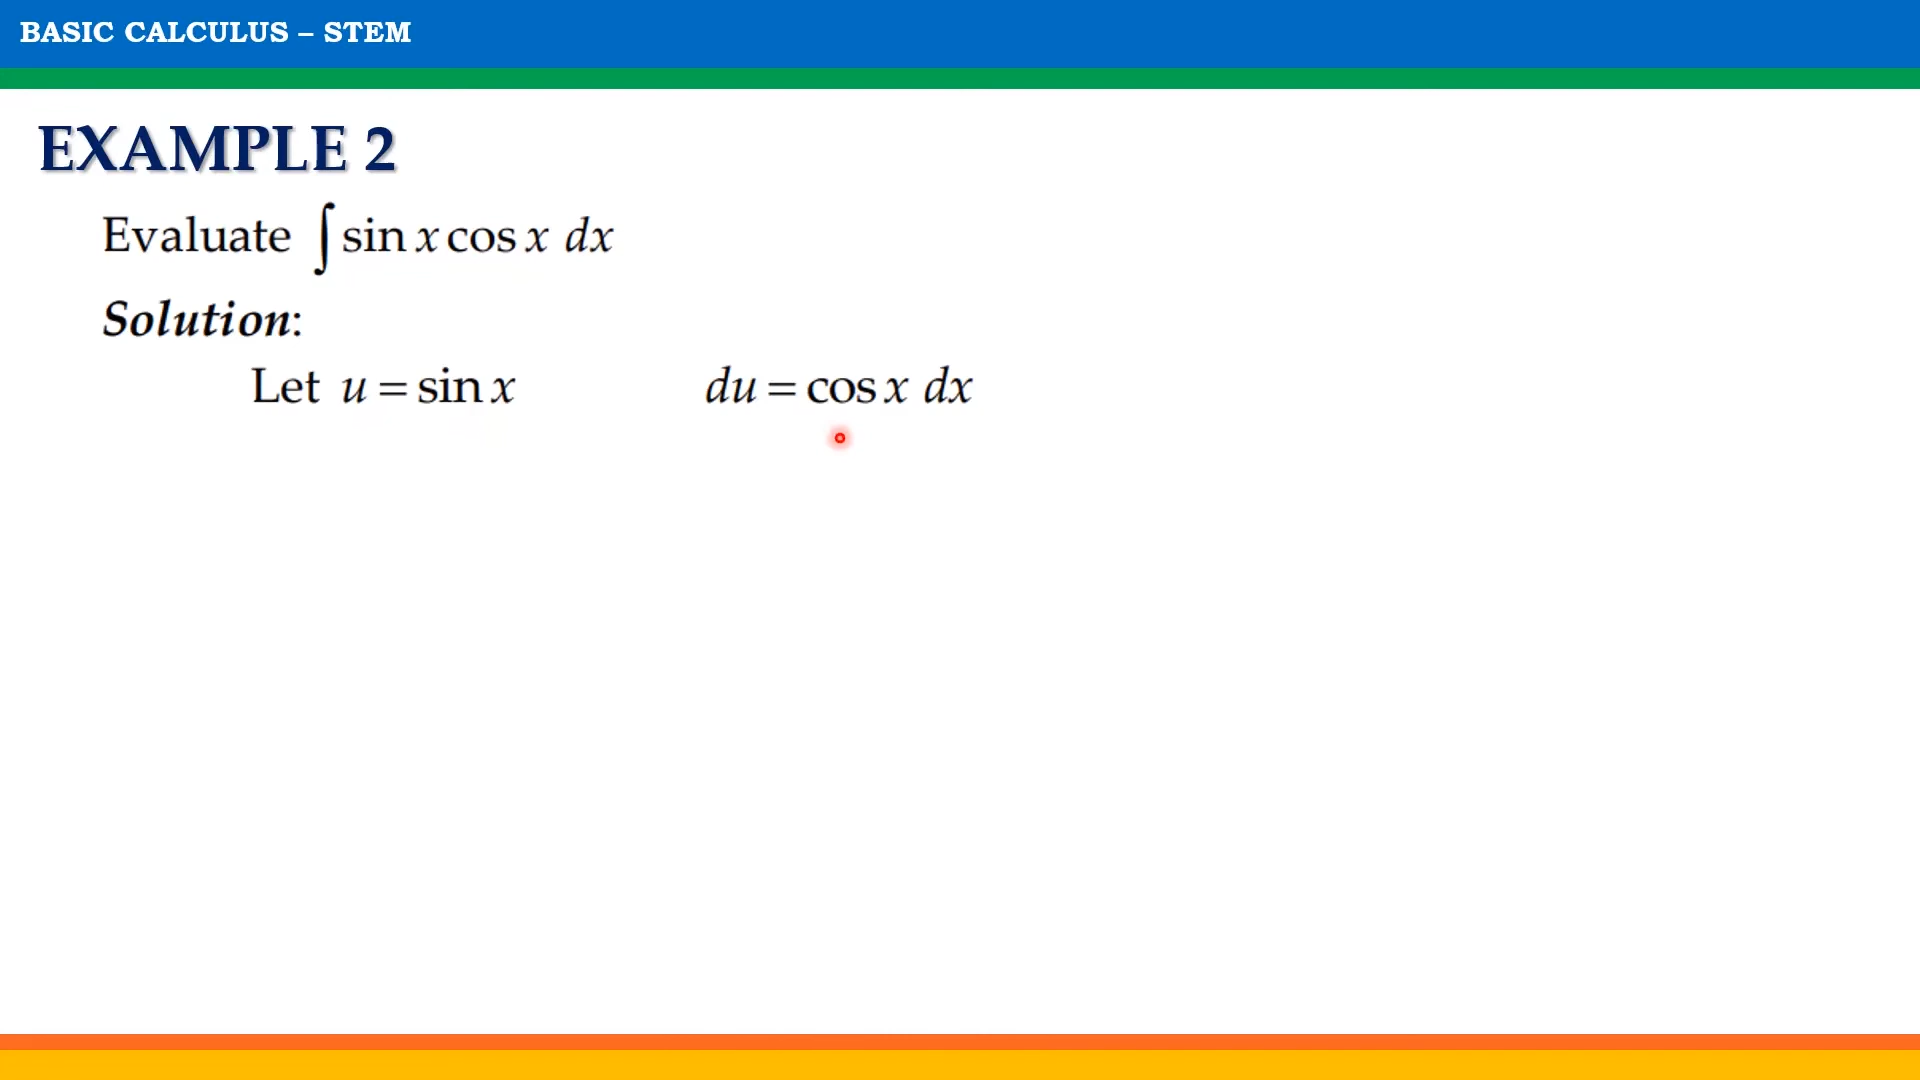 BASIC CALCULUS – STEM
EXAMPLE 2
Evaluate ∫ sin x cos x dx
Solution:
Let u = sin x du = cos x dx